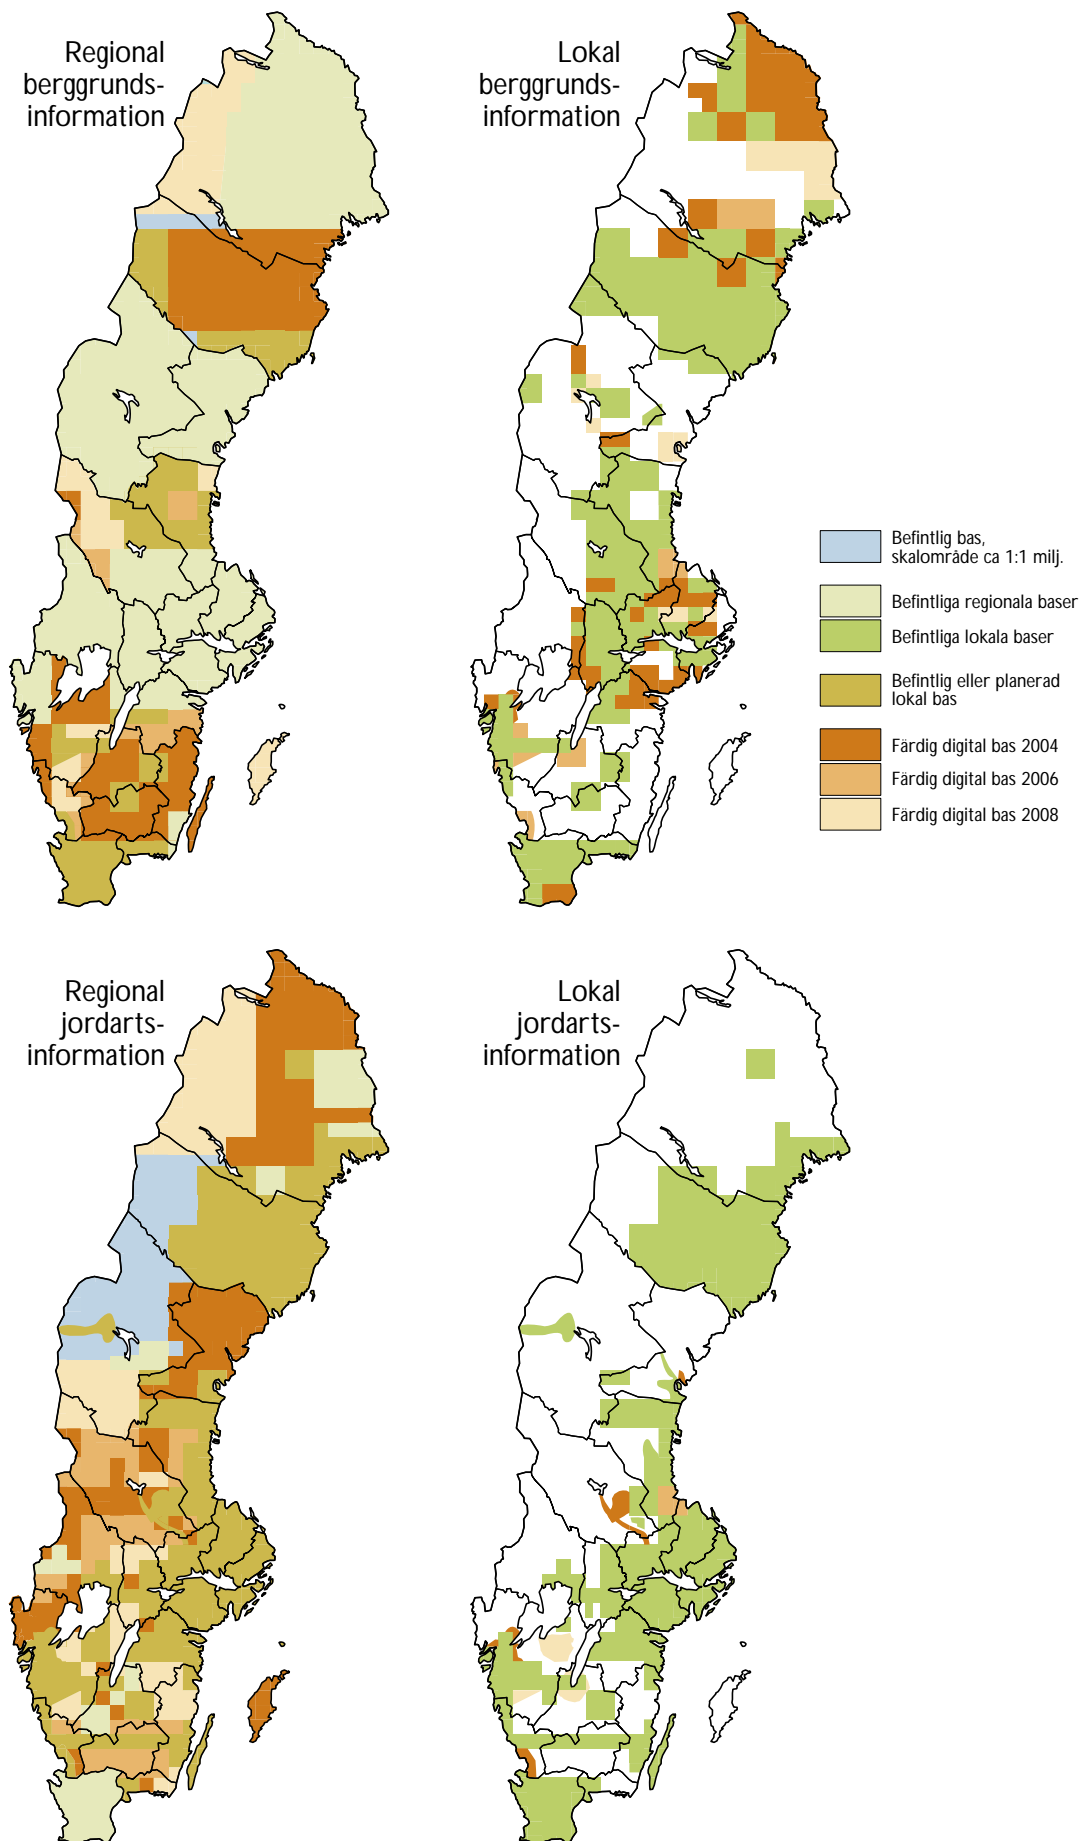 Regional
berggrunds-
information
Lokal
berggrunds-
information
Befintlig bas,
skalområde ca 1:1 milj.
Befintliga regionala baser
Befintliga lokala baser
Befintlig eller planerad
lokal bas
Färdig digital bas 2004
Färdig digital bas 2006
Färdig digital bas 2008
Regional
jordarts-
information
Lokal
jordarts-
information